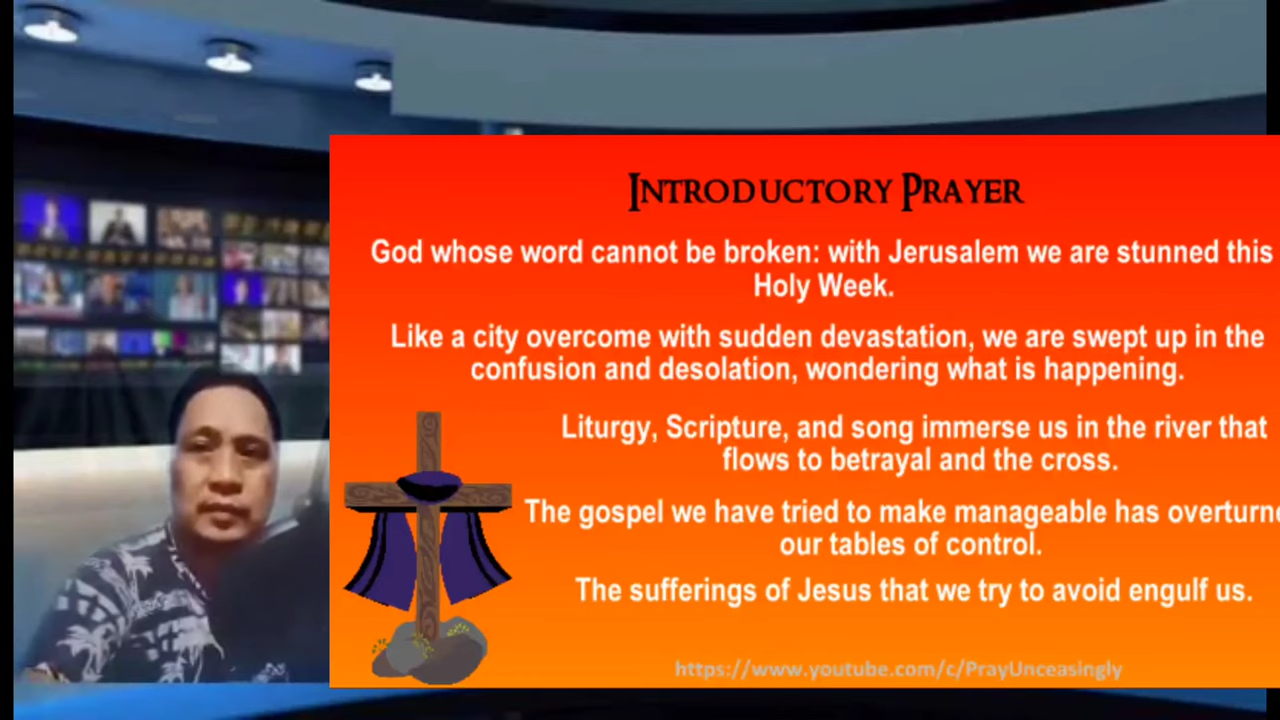 INTRODUCTORY PRAYER
God whose word cannot be broken: with Jerusalem we are stunned this
Holy Week.
Like a city overcome with sudden devastation, we are swept up in the
confusion and desolation, wondering what is happening.
Liturgy, Scripture, and song immerse us in the river that
flows to betrayal and the cross.
The gospel we have tried to make manageable has overturne
our tables of control.
The sufferings of Jesus that we try to avoid engulf us.
https://www.youtube.com/c/PrayUnceasingly